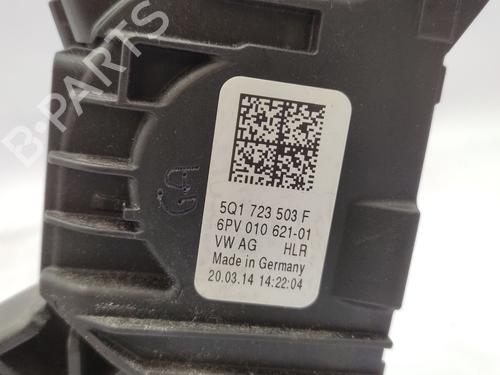 B-PARTS
5Q1 723 503 F
6PV 010 621-01
VW AG HLR
Made in Germany
20.03.14 14:22:04